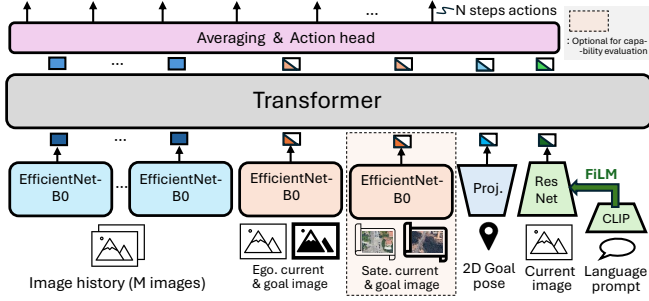 ...
N steps actions
Averaging & Action head
: Optional for capa-
-bility evaluation
...
Transformer
...
EfficientNet-
B0
...
EfficientNet-
B0
EfficientNet-
B0
EfficientNet-
B0
Proj.
Res
Net
FiLM
CLIP
Image history (M images)
Ego. current
& goal image
Sate. current
& goal image
2D Goal
pose
Current
image
Language
prompt